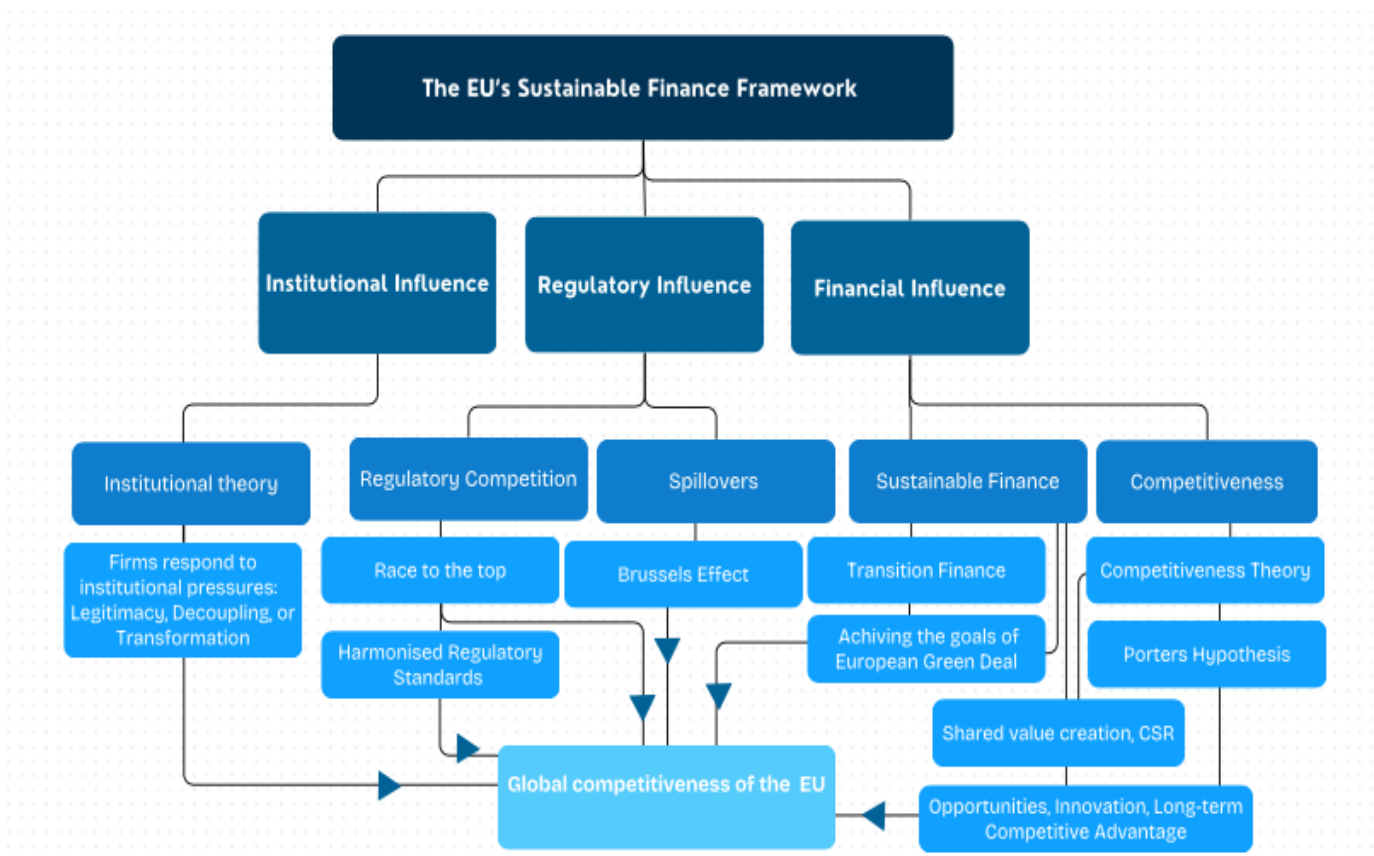 The EU's Sustainable Finance Framework
Institutional Influence
Regulatory Influence
Financial Influence
Institutional theory
Regulatory Competition
Spillovers
Sustainable Finance
Competitiveness
Firms respond to
institutional pressures:
Legitimacy, Decoupling, or
Transformation
Race to the top
Brussels Effect
Transition Finance
Competitiveness Theory
Harmonised Regulatory
Standards
Achiving the goals of
European Green Deal
Porters Hypothesis
Shared value creation, CSR
Global competitiveness of the EU
Opportunities, Innovation, Long-term
Competitive Advantage